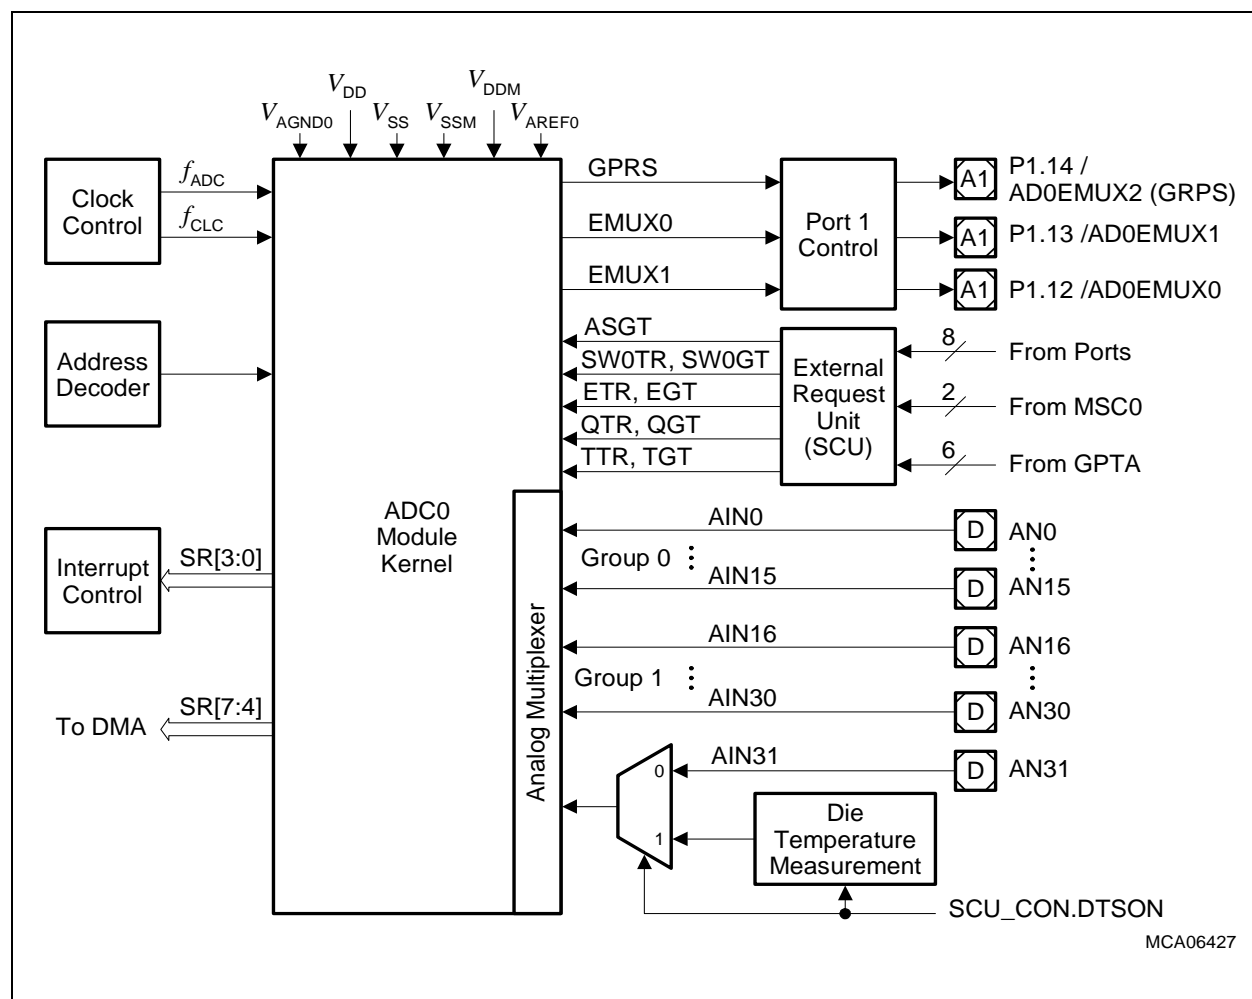 V_DD
V_DDM
V_AGND0
V_SS
V_SSM
V_AREF0
Clock
Control
f_ADC
f_CLC
GPRS
EMUX0
EMUX1
Port 1
Control
A1
P1.14 /
AD0EMUX2 (GRPS)
A1
P1.13 /AD0EMUX1
A1
P1.12 /AD0EMUX0
Address
Decoder
ASGT
SW0TR, SW0GT
ETR, EGT
QTR, QGT
TTR, TGT
External
Request
Unit
(SCU)
8
From Ports
2
From MSC0
6
From GPTA
ADC0
Module
Kernel
Interrupt
Control
SR[3:0]
To DMA
SR[7:4]
Analog Multiplexer
AIN0
D
AN0
Group 0
AIN15
D
AN15
AIN16
D
AN16
Group 1
AIN30
D
AN30
AIN31
D
AN31
0
1
Die
Temperature
Measurement
SCU_CON.DTSON
MCA06427